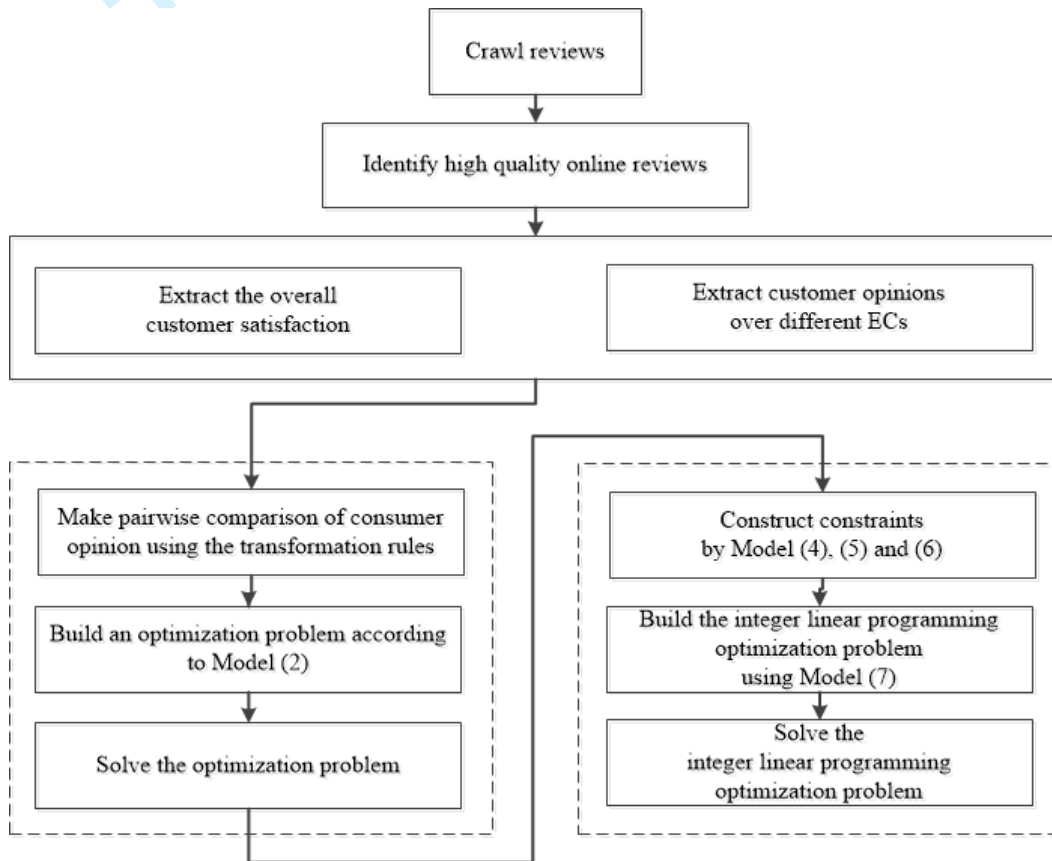 Crawl reviews
Identify high quality online reviews
Extract the overall
customer satisfaction
Extract customer opinions
over different ECs
Make pairwise comparison of consumer
opinion using the transformation rules
Build an optimization problem according
to Model (2)
Solve the optimization problem
Construct constraints
by Model (4), (5) and (6)
Build the integer linear programming
optimization problem
using Model (7)
Solve the
integer linear programming
optimization problem